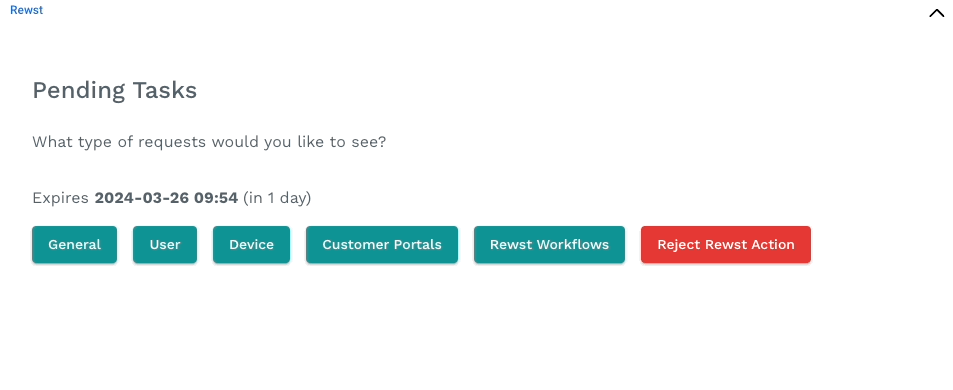 Rewst
Pending Tasks
What type of requests would you like to see?
Expires 2024-03-26 09:54 (in 1 day)
General User Device Customer Portals Rewst Workflows Reject Rewst Action